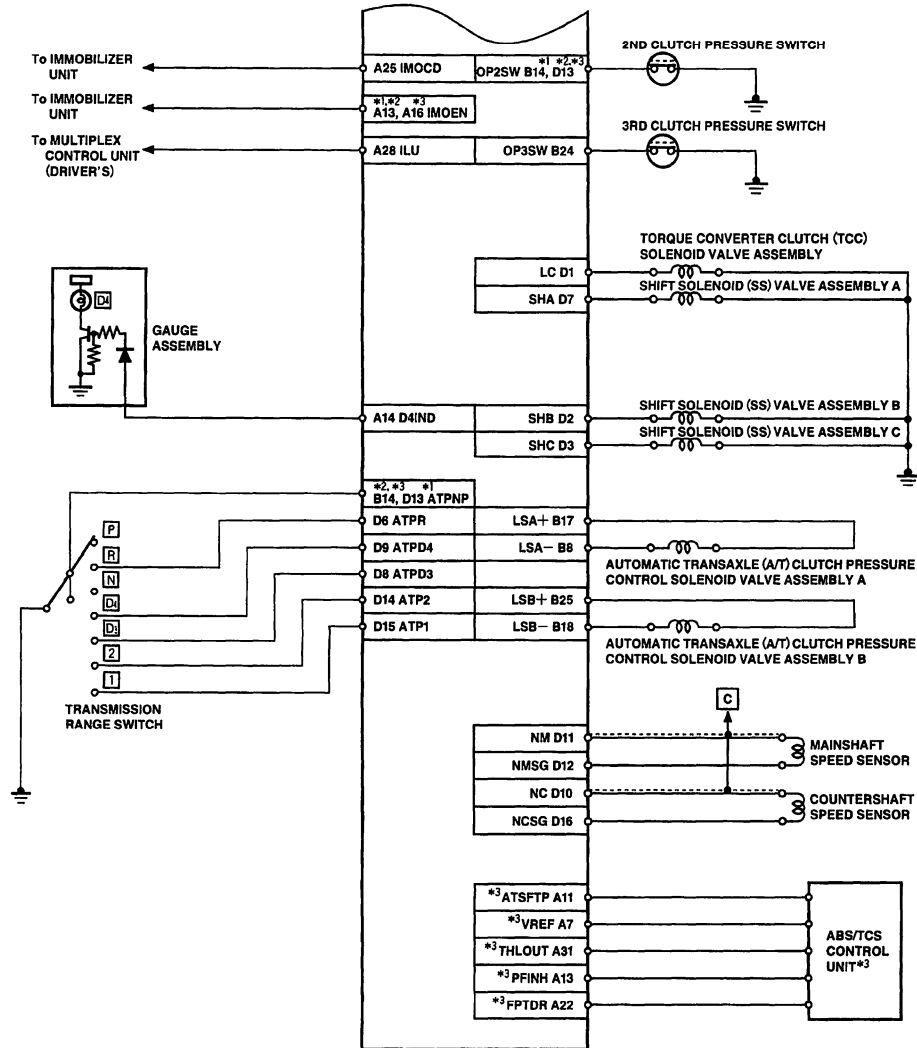 To IMMOBILIZER
UNIT
A25 IMOCD
*1 *2,*3
OP2SW B14, D13
2ND CLUTCH PRESSURE SWITCH
To IMMOBILIZER
UNIT
*1,*2 *3
A13, A16 IMOEN
To MULTIPLEX
CONTROL UNIT
(DRIVER'S)
A28 ILU
OP3SW B24
3RD CLUTCH PRESSURE SWITCH
TORQUE CONVERTER CLUTCH (TCC)
SOLENOID VALVE ASSEMBLY
LC D1
SHIFT SOLENOID (SS) VALVE ASSEMBLY A
SHA D7
D4
GAUGE
ASSEMBLY
A14 D4IND
SHB D2
SHIFT SOLENOID (SS) VALVE ASSEMBLY B
SHIFT SOLENOID (SS) VALVE ASSEMBLY C
SHC D3
*2, *3 *1
B14, D13 ATPNP
D6 ATPR
LSA+ B17
D9 ATPD4
LSA− B8
AUTOMATIC TRANSAXLE (A/T) CLUTCH PRESSURE
CONTROL SOLENOID VALVE ASSEMBLY A
D8 ATPD3
D14 ATP2
LSB+ B25
D15 ATP1
LSB− B18
AUTOMATIC TRANSAXLE (A/T) CLUTCH PRESSURE
CONTROL SOLENOID VALVE ASSEMBLY B
P
R
N
D4
D3
2
1
TRANSMISSION
RANGE SWITCH
C
NM D11
NMSG D12
MAINSHAFT
SPEED SENSOR
NC D10
NCSG D16
COUNTERSHAFT
SPEED SENSOR
*3ATSFTP A11
*3VREF A7
*3THLOUT A31
*3PFINH A13
*3FPTDR A22
ABS/TCS
CONTROL
UNIT*3